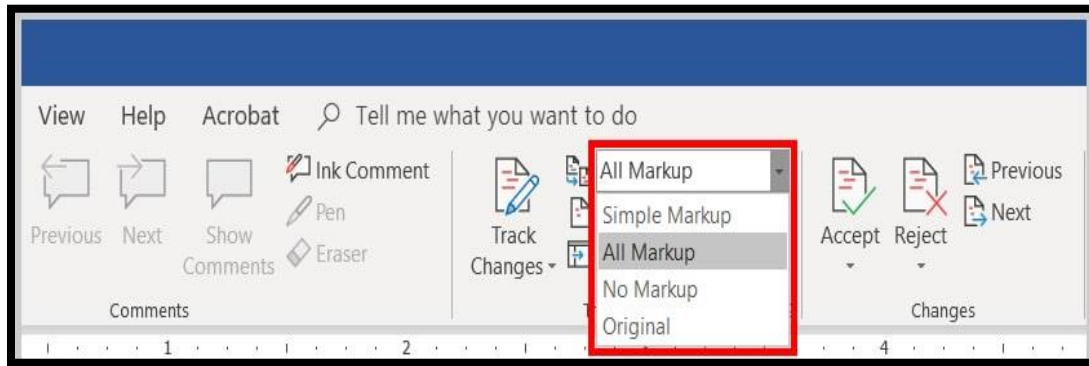 View Help Acrobat Tell me what you want to do
Ink Comment
Pen
Eraser
Previous Next Show Comments
Comments
Track Changes
All Markup
Simple Markup
All Markup
No Markup
Original
Accept Reject
Previous
Next
Changes
1 2 4